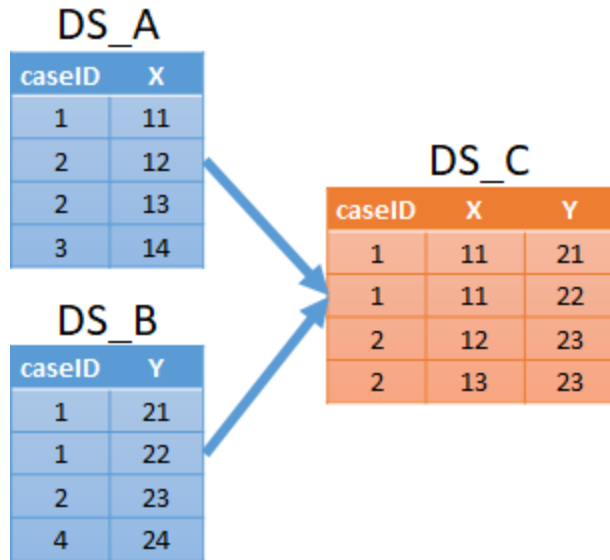 DS_A
caseID X
1 11
2 12
2 13
3 14
DS_B
caseID Y
1 21
1 22
2 23
4 24
DS_C
caseID X Y
1 11 21
1 11 22
2 12 23
2 13 23